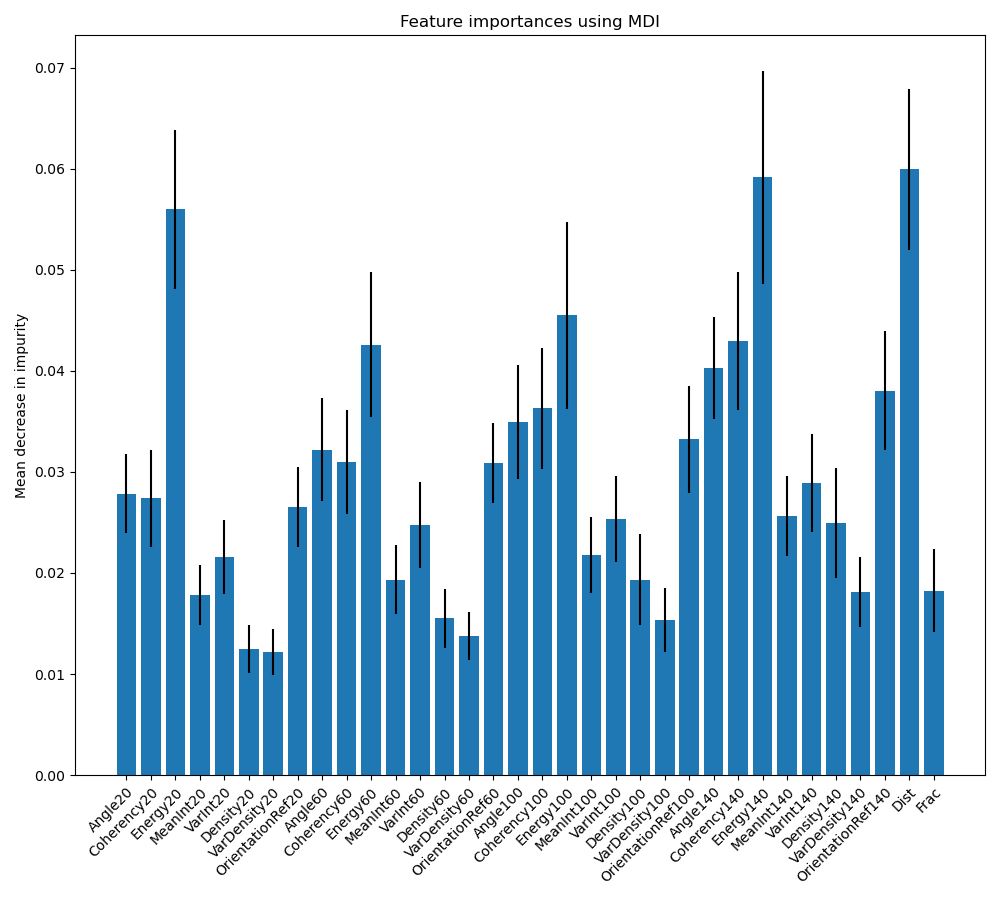 Feature importances using MDI
Mean decrease in impurity
0.07
0.06
0.05
0.04
0.03
0.02
0.01
0.00
Angle20
Coherency20
Energy20
MeanInt20
VarInt20
Density20
VarDensity20
OrientationRef20
Angle60
Coherency60
Energy60
MeanInt60
VarInt60
Density60
VarDensity60
OrientationRef60
Angle100
Coherency100
Energy100
MeanInt100
VarInt100
Density100
VarDensity100
OrientationRef100
Angle140
Coherency140
Energy140
MeanInt140
VarInt140
Density140
VarDensity140
OrientationRef140
Dist
Frac